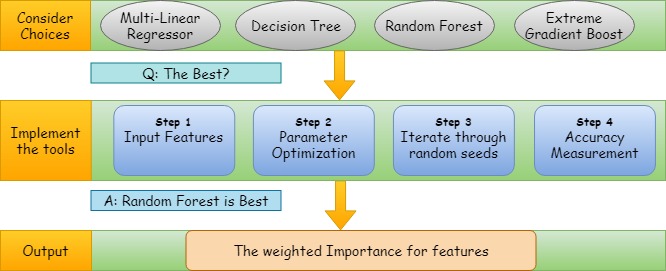 Consider
Choices
Multi-Linear
Regressor
Decision Tree
Random Forest
Extreme
Gradient Boost
Q: The Best?
Implement
the tools
Step 1
Input Features
Step 2
Parameter
Optimization
Step 3
Iterate through
random seeds
Step 4
Accuracy
Measurement
A: Random Forest is Best
Output
The weighted Importance for features